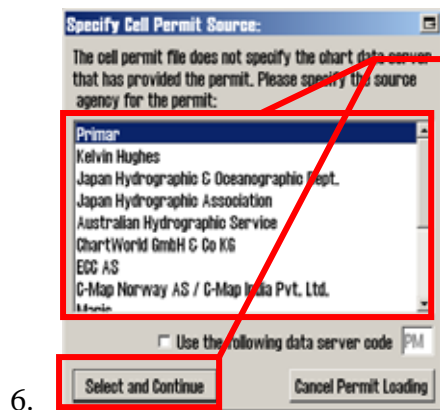 Specify Cell Permit Source:
The cell permit file does not specify the chart data server
that has provided the permit. Please specify the source
agency for the permit:
Primar
Kelvin Hughes
Japan Hydrographic & Oceanographic Dept.
Japan Hydrographic Association
Australian Hydrographic Service
ChartWorld GmbH & Co KG
ECC AS
C-Map Norway AS / C-Map India Pvt. Ltd.
Use the following data server code PM
Select and Continue Cancel Permit Loading
6.